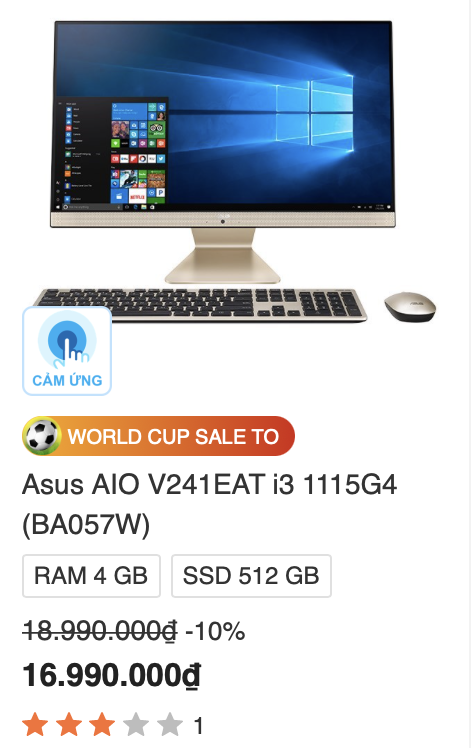 CẢM ỨNG
WORLD CUP SALE TO
Asus AIO V241EAT i3 1115G4
(BA057W)
RAM 4 GB
SSD 512 GB
18.990.000₫ -10%
16.990.000₫
1